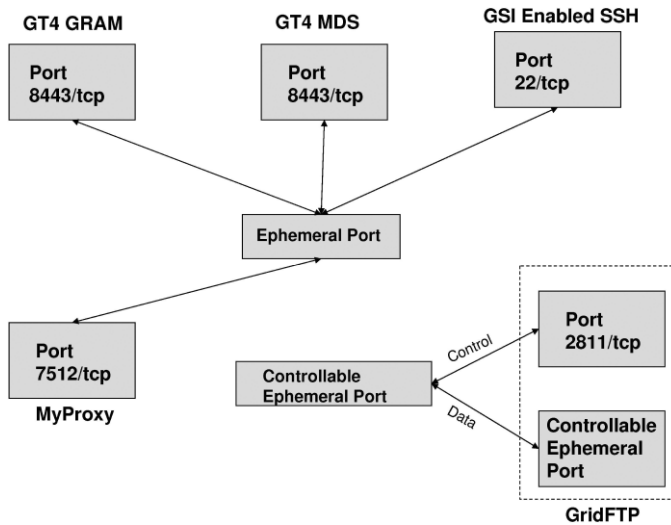 GT4 GRAM
GT4 MDS
GSI Enabled SSH
Port
8443/tcp
Port
8443/tcp
Port
22/tcp
Ephemeral Port
Port
7512/tcp
MyProxy
Controllable
Ephemeral Port
Control
Data
Port
2811/tcp
Controllable
Ephemeral
Port
GridFTP